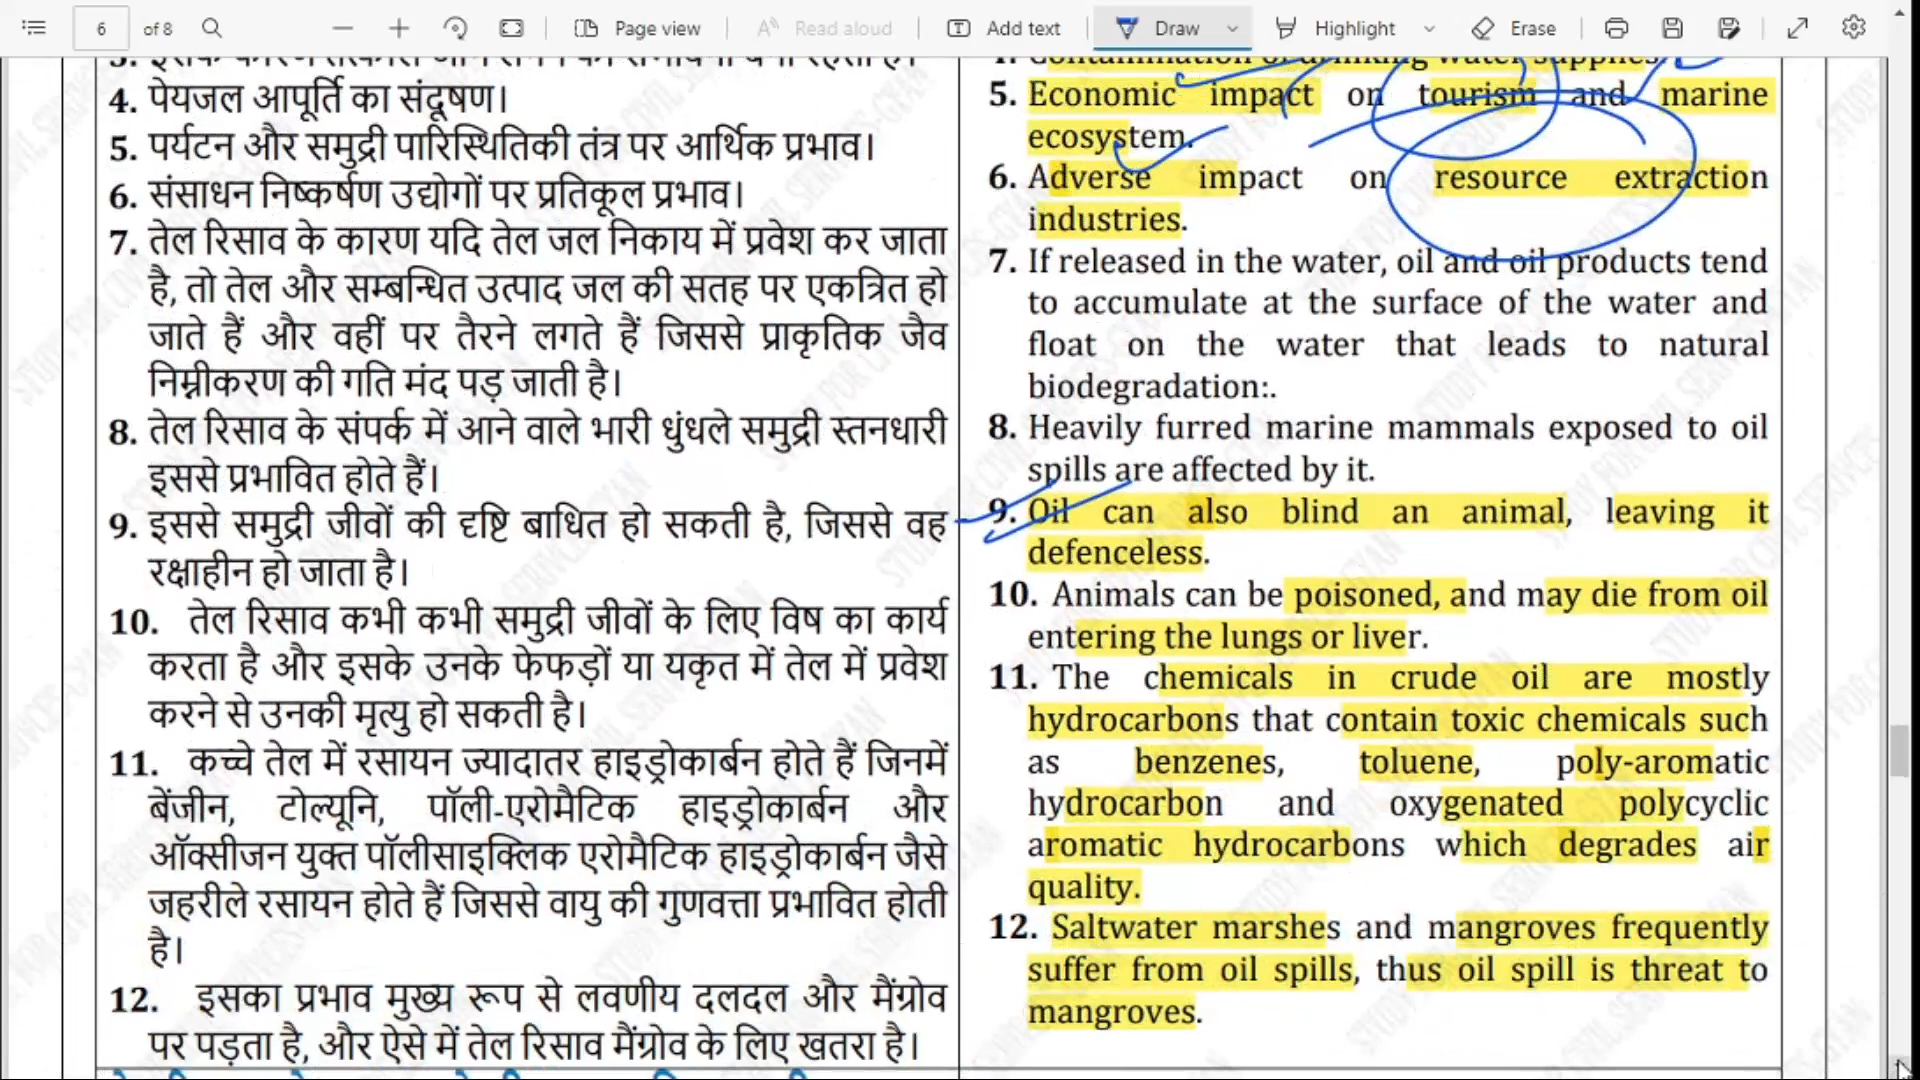 6 of 8 Page view Read aloud Add text Draw Highlight Erase
4. पेयजल आपूर्ति का संदूषण।
5. पर्यटन और समुद्री पारिस्थितिकी तंत्र पर आर्थिक प्रभाव।
6. संसाधन निष्कर्षण उद्योगों पर प्रतिकूल प्रभाव।
7. तेल रिसाव के कारण यदि तेल जल निकाय में प्रवेश कर जाता
है, तो तेल और सम्बन्धित उत्पाद जल की सतह पर एकत्रित हो
जाते हैं और वहीं पर तैरने लगते हैं जिससे प्राकृतिक जैव
निम्नीकरण की गति मंद पड़ जाती है।
8. तेल रिसाव के संपर्क में आने वाले भारी धुंधले समुद्री स्तनधारी
इससे प्रभावित होते हैं।
9. इससे समुद्री जीवों की दृष्टि बाधित हो सकती है, जिससे वह
रक्षाहीन हो जाता है।
10. तेल रिसाव कभी कभी समुद्री जीवों के लिए विष का कार्य
करता है और इसके उनके फेफड़ों या यकृत में तेल में प्रवेश
करने से उनकी मृत्यु हो सकती है।
11. कच्चे तेल में रसायन ज्यादातर हाइड्रोकार्बन होते हैं जिनमें
बेंजीन, टोल्यूनि, पॉली-एरोमैटिक हाइड्रोकार्बन और
ऑक्सीजन युक्त पॉलीसाइक्लिक एरोमैटिक हाइड्रोकार्बन जैसे
जहरीले रसायन होते हैं जिससे वायु की गुणवत्ता प्रभावित होती
है।
12. इसका प्रभाव मुख्य रूप से लवणीय दलदल और मैंग्रोव
पर पड़ता है, और ऐसे में तेल रिसाव मैंग्रोव के लिए खतरा है।
4. Contamination of drinking water supplies.
5. Economic impact on tourism and marine
ecosystem.
6. Adverse impact on resource extraction
industries.
7. If released in the water, oil and oil products tend
to accumulate at the surface of the water and
float on the water that leads to natural
biodegradation:.
8. Heavily furred marine mammals exposed to oil
spills are affected by it.
9. Oil can also blind an animal, leaving it
defenceless.
10. Animals can be poisoned, and may die from oil
entering the lungs or liver.
11. The chemicals in crude oil are mostly
hydrocarbons that contain toxic chemicals such
as benzenes, toluene, poly-aromatic
hydrocarbon and oxygenated polycyclic
aromatic hydrocarbons which degrades air
quality.
12. Saltwater marshes and mangroves frequently
suffer from oil spills, thus oil spill is threat to
mangroves.